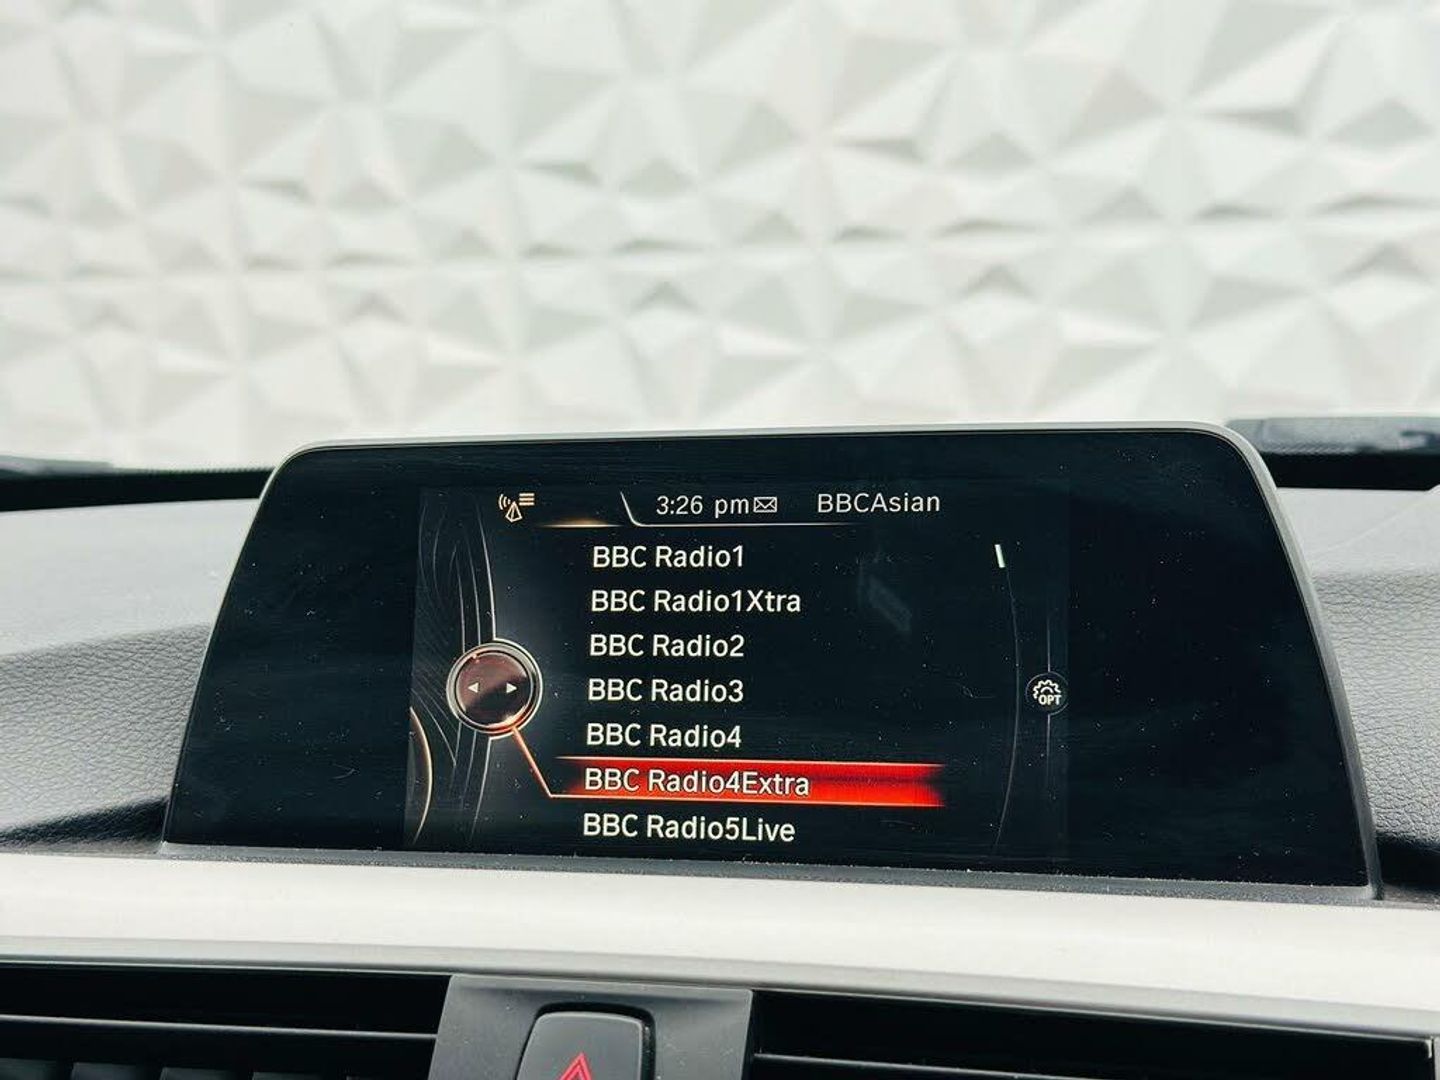 3:26 pm BBCAsian
BBC Radio1
BBC Radio1Xtra
BBC Radio2
BBC Radio3
BBC Radio4
BBC Radio4Extra
BBC Radio5Live
OPT